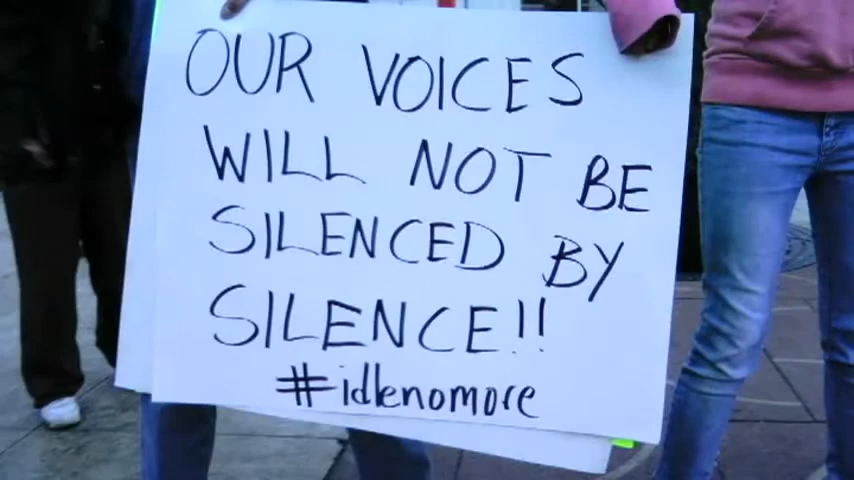 OUR VOICES
WILL NOT BE
SILENCED BY
SILENCE!!
#idlenomore